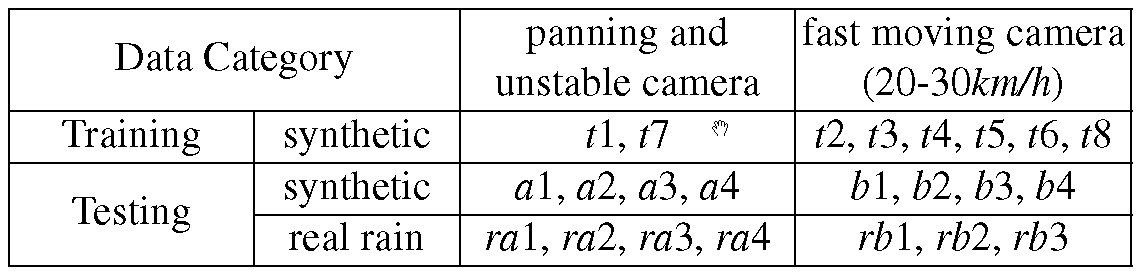 Data Category
panning and
unstable camera
fast moving camera
(20-30km/h)
Training
synthetic
t1, t7
t2, t3, t4, t5, t6, t8
Testing
synthetic
a1, a2, a3, a4
b1, b2, b3, b4
real rain
ra1, ra2, ra3, ra4
rb1, rb2, rb3